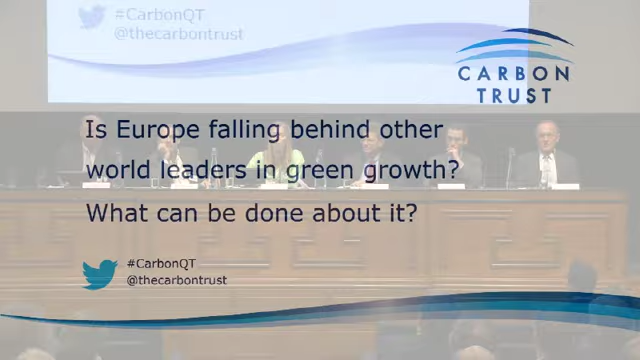 #CarbonQT
@thecarbontrust
CARBON
TRUST
Is Europe falling behind other
world leaders in green growth?
What can be done about it?
#CarbonQT
@thecarbontrust